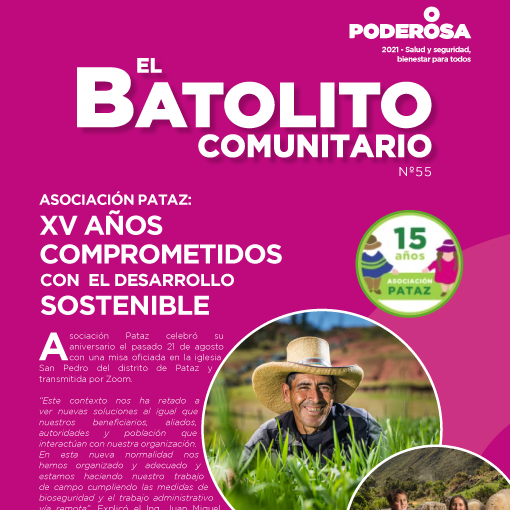 PODEROSA
2021 - Salud y seguridad,
bienestar para todos
EL
BATOLITO
COMUNITARIO
Nº55
ASOCIACIÓN PATAZ:
XV AÑOS
COMPROMETIDOS
CON EL DESARROLLO
SOSTENIBLE
15
años
ASOCIACIÓN
PATAZ
Asociación Pataz celebró su
aniversario el pasado 21 de agosto
con una misa oficiada en la iglesia
San Pedro del distrito de Pataz y
transmitida por Zoom.
"Este contexto nos ha retado a
ver nuevas soluciones al igual que
nuestros beneficiarios, aliados,
autoridades y población que
interactúan con nuestra organización.
En esta nueva normalidad nos
hemos organizado y adecuado y
estamos haciendo nuestro trabajo
de campo cumpliendo las medidas de
bioseguridad y el trabajo administrativo
vía remota". Explicó el Ing. Juan Miguel